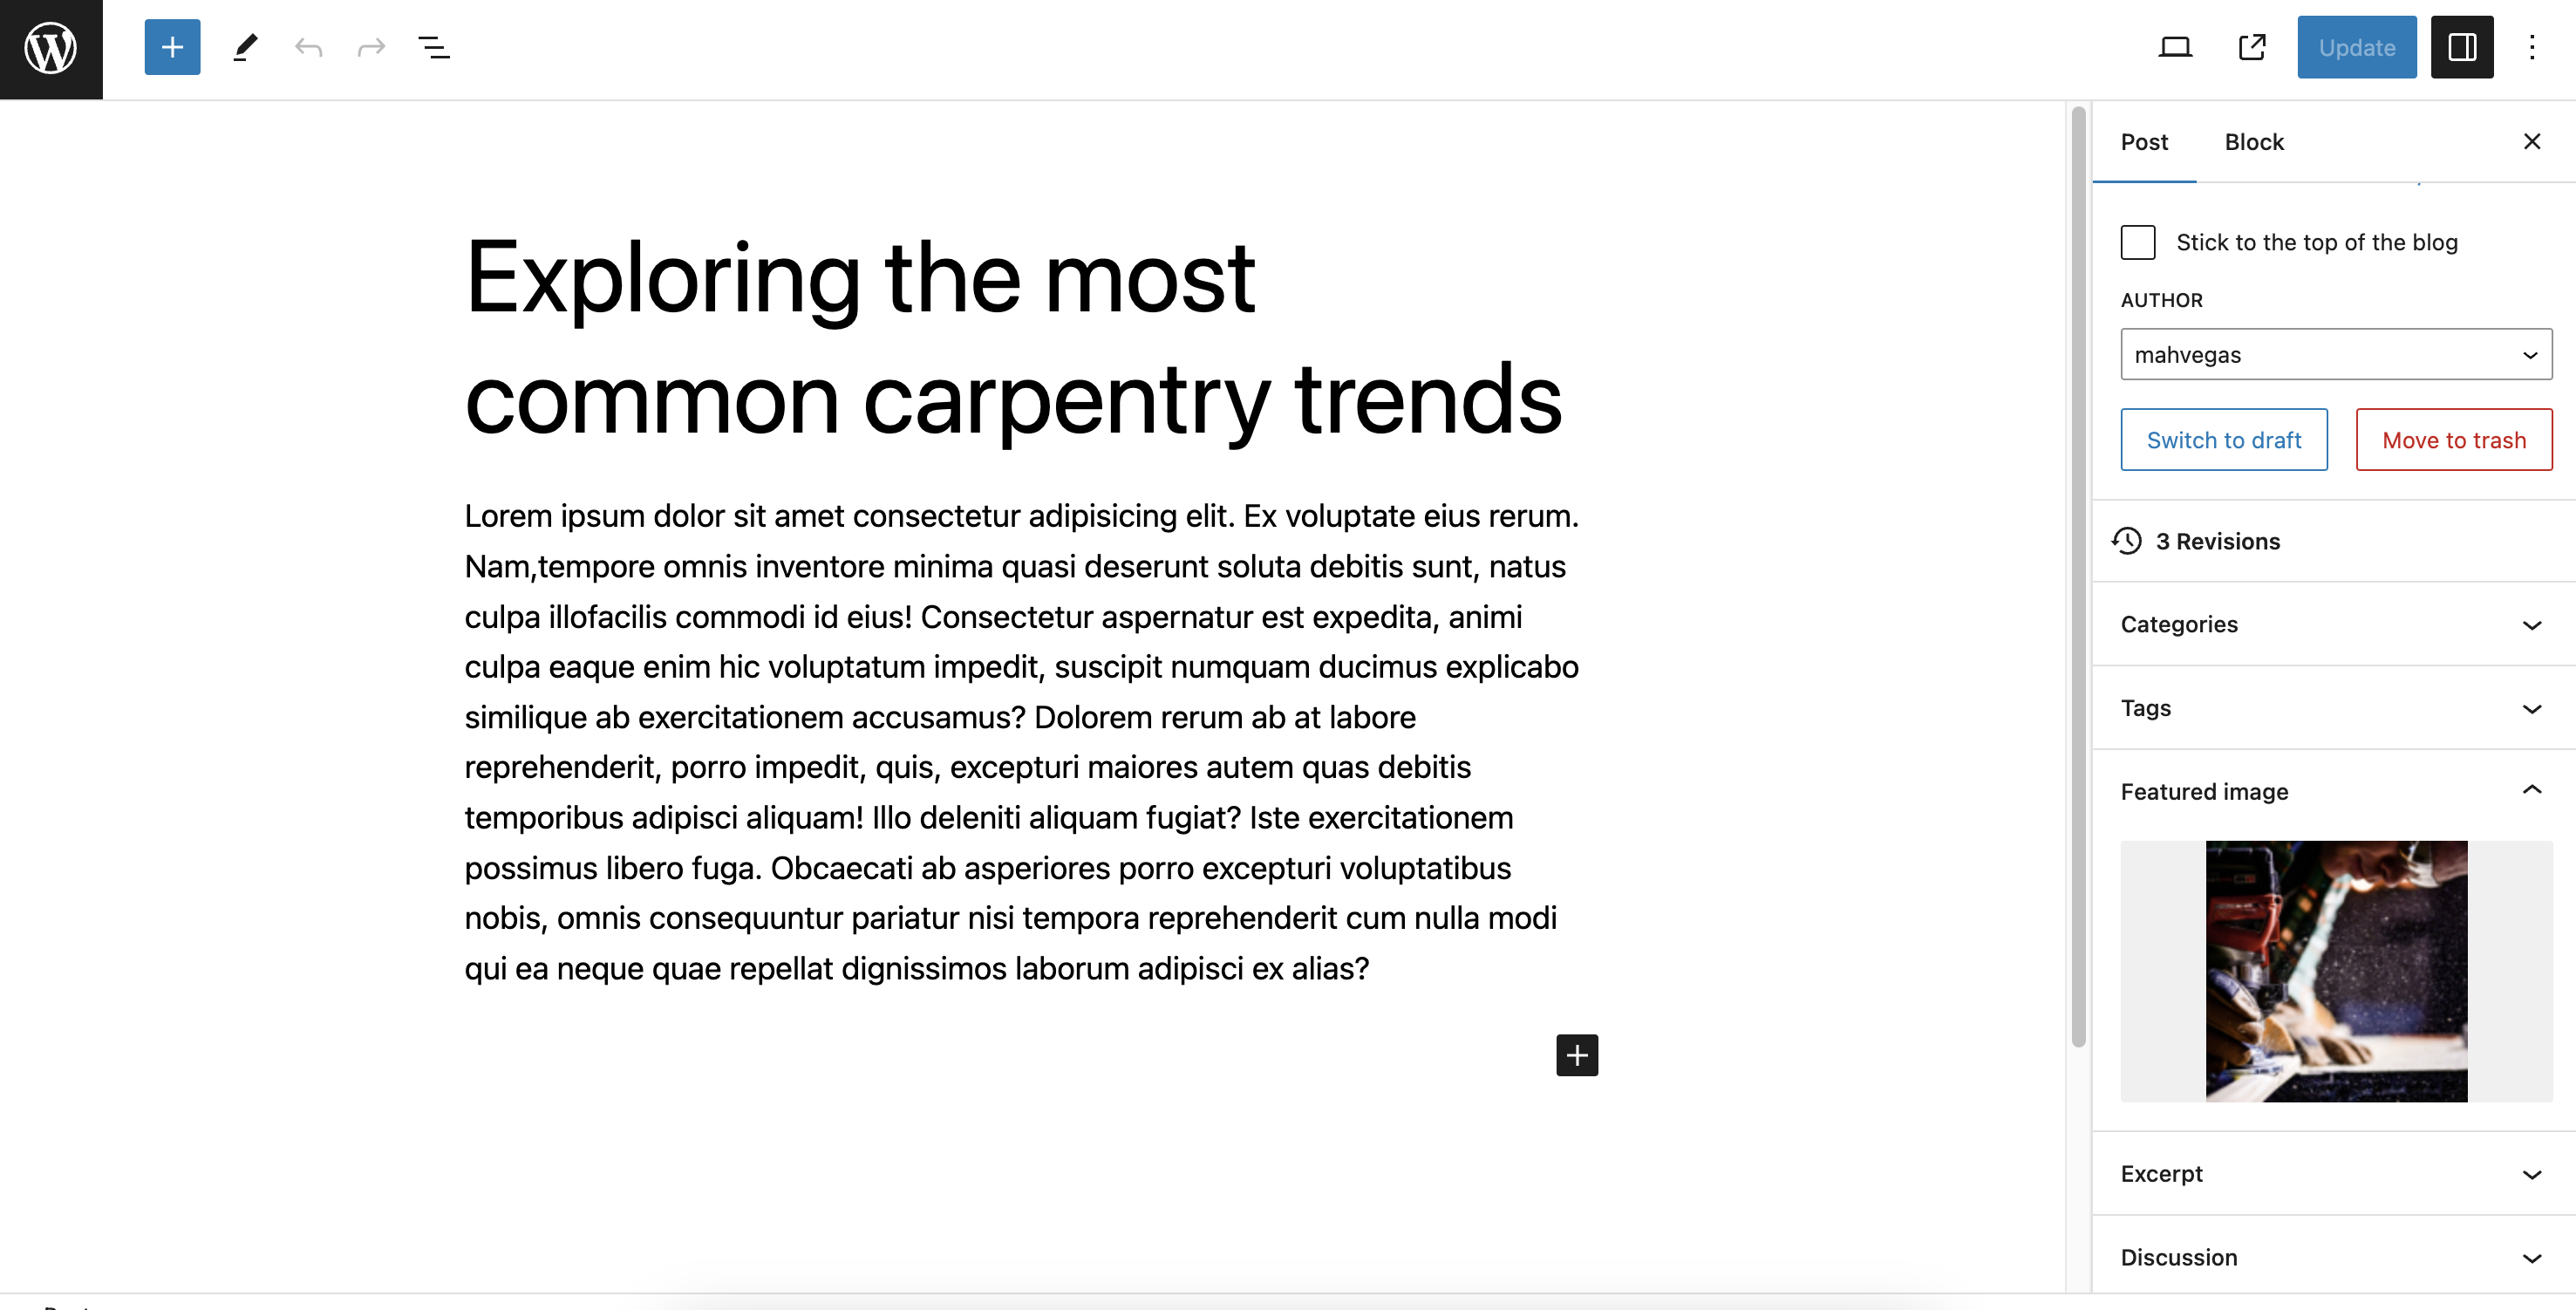 Update
Post Block
Stick to the top of the blog
AUTHOR
mahvegas
Switch to draft Move to trash
3 Revisions
Categories
Tags
Featured image
Excerpt
Discussion
Exploring the most
common carpentry trends
Lorem ipsum dolor sit amet consectetur adipisicing elit. Ex voluptate eius rerum.
Nam,tempore omnis inventore minima quasi deserunt soluta debitis sunt, natus
culpa illofacilis commodi id eius! Consectetur aspernatur est expedita, animi
culpa eaque enim hic voluptatum impedit, suscipit numquam ducimus explicabo
similique ab exercitationem accusamus? Dolorem rerum ab at labore
reprehenderit, porro impedit, quis, excepturi maiores autem quas debitis
temporibus adipisci aliquam! Illo deleniti aliquam fugiat? Iste exercitationem
possimus libero fuga. Obcaecati ab asperiores porro excepturi voluptatibus
nobis, omnis consequuntur pariatur nisi tempora reprehenderit cum nulla modi
qui ea neque quae repellat dignissimos laborum adipisci ex alias?